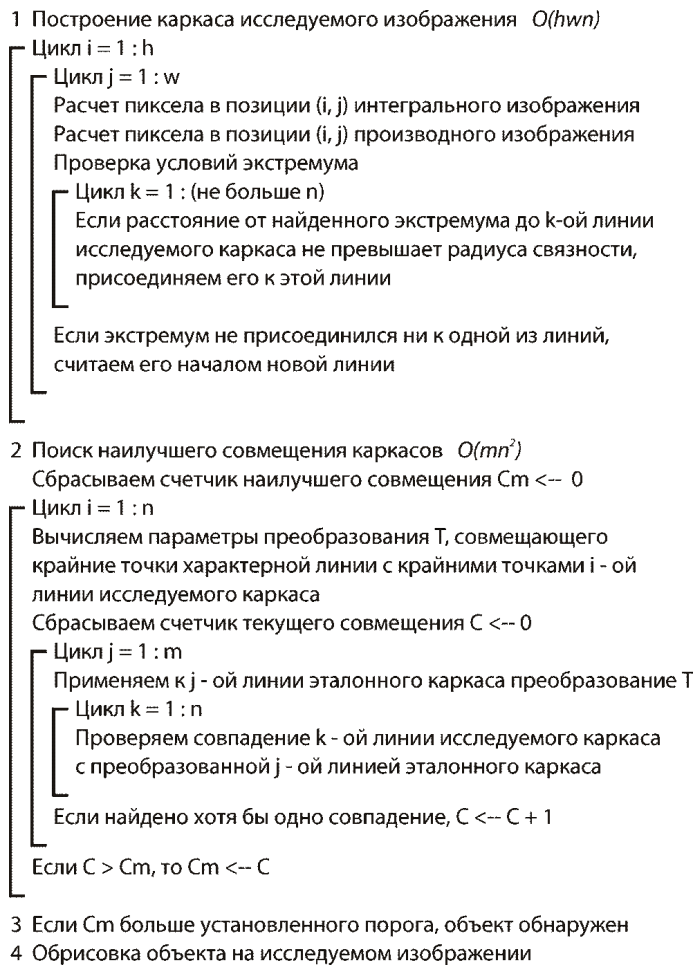 1 Построение каркаса исследуемого изображения O(hwn)
Цикл i = 1 : h
Цикл j = 1 : w
Расчет пиксела в позиции (i, j) интегрального изображения
Расчет пиксела в позиции (i, j) производного изображения
Проверка условий экстремума
Цикл k = 1 : (не больше n)
Если расстояние от найденного экстремума до k-ой линии
исследуемого каркаса не превышает радиуса связности,
присоединяем его к этой линии
Если экстремум не присоединился ни к одной из линий,
считаем его началом новой линии
2 Поиск наилучшего совмещения каркасов O(mn²)
Сбрасываем счетчик наилучшего совмещения Cm <-- 0
Цикл i = 1 : n
Вычисляем параметры преобразования T, совмещающего
крайние точки характерной линии с крайними точками i - ой
линии исследуемого каркаса
Сбрасываем счетчик текущего совмещения C <-- 0
Цикл j = 1 : m
Применяем к j - ой линии эталонного каркаса преобразование T
Цикл k = 1 : n
Проверяем совпадение k - ой линии исследуемого каркаса
с преобразованной j - ой линией эталонного каркаса
Если найдено хотя бы одно совпадение, C <-- C + 1
Если C > Cm, то Cm <-- C
3 Если Cm больше установленного порога, объект обнаружен
4 Обрисовка объекта на исследуемом изображении